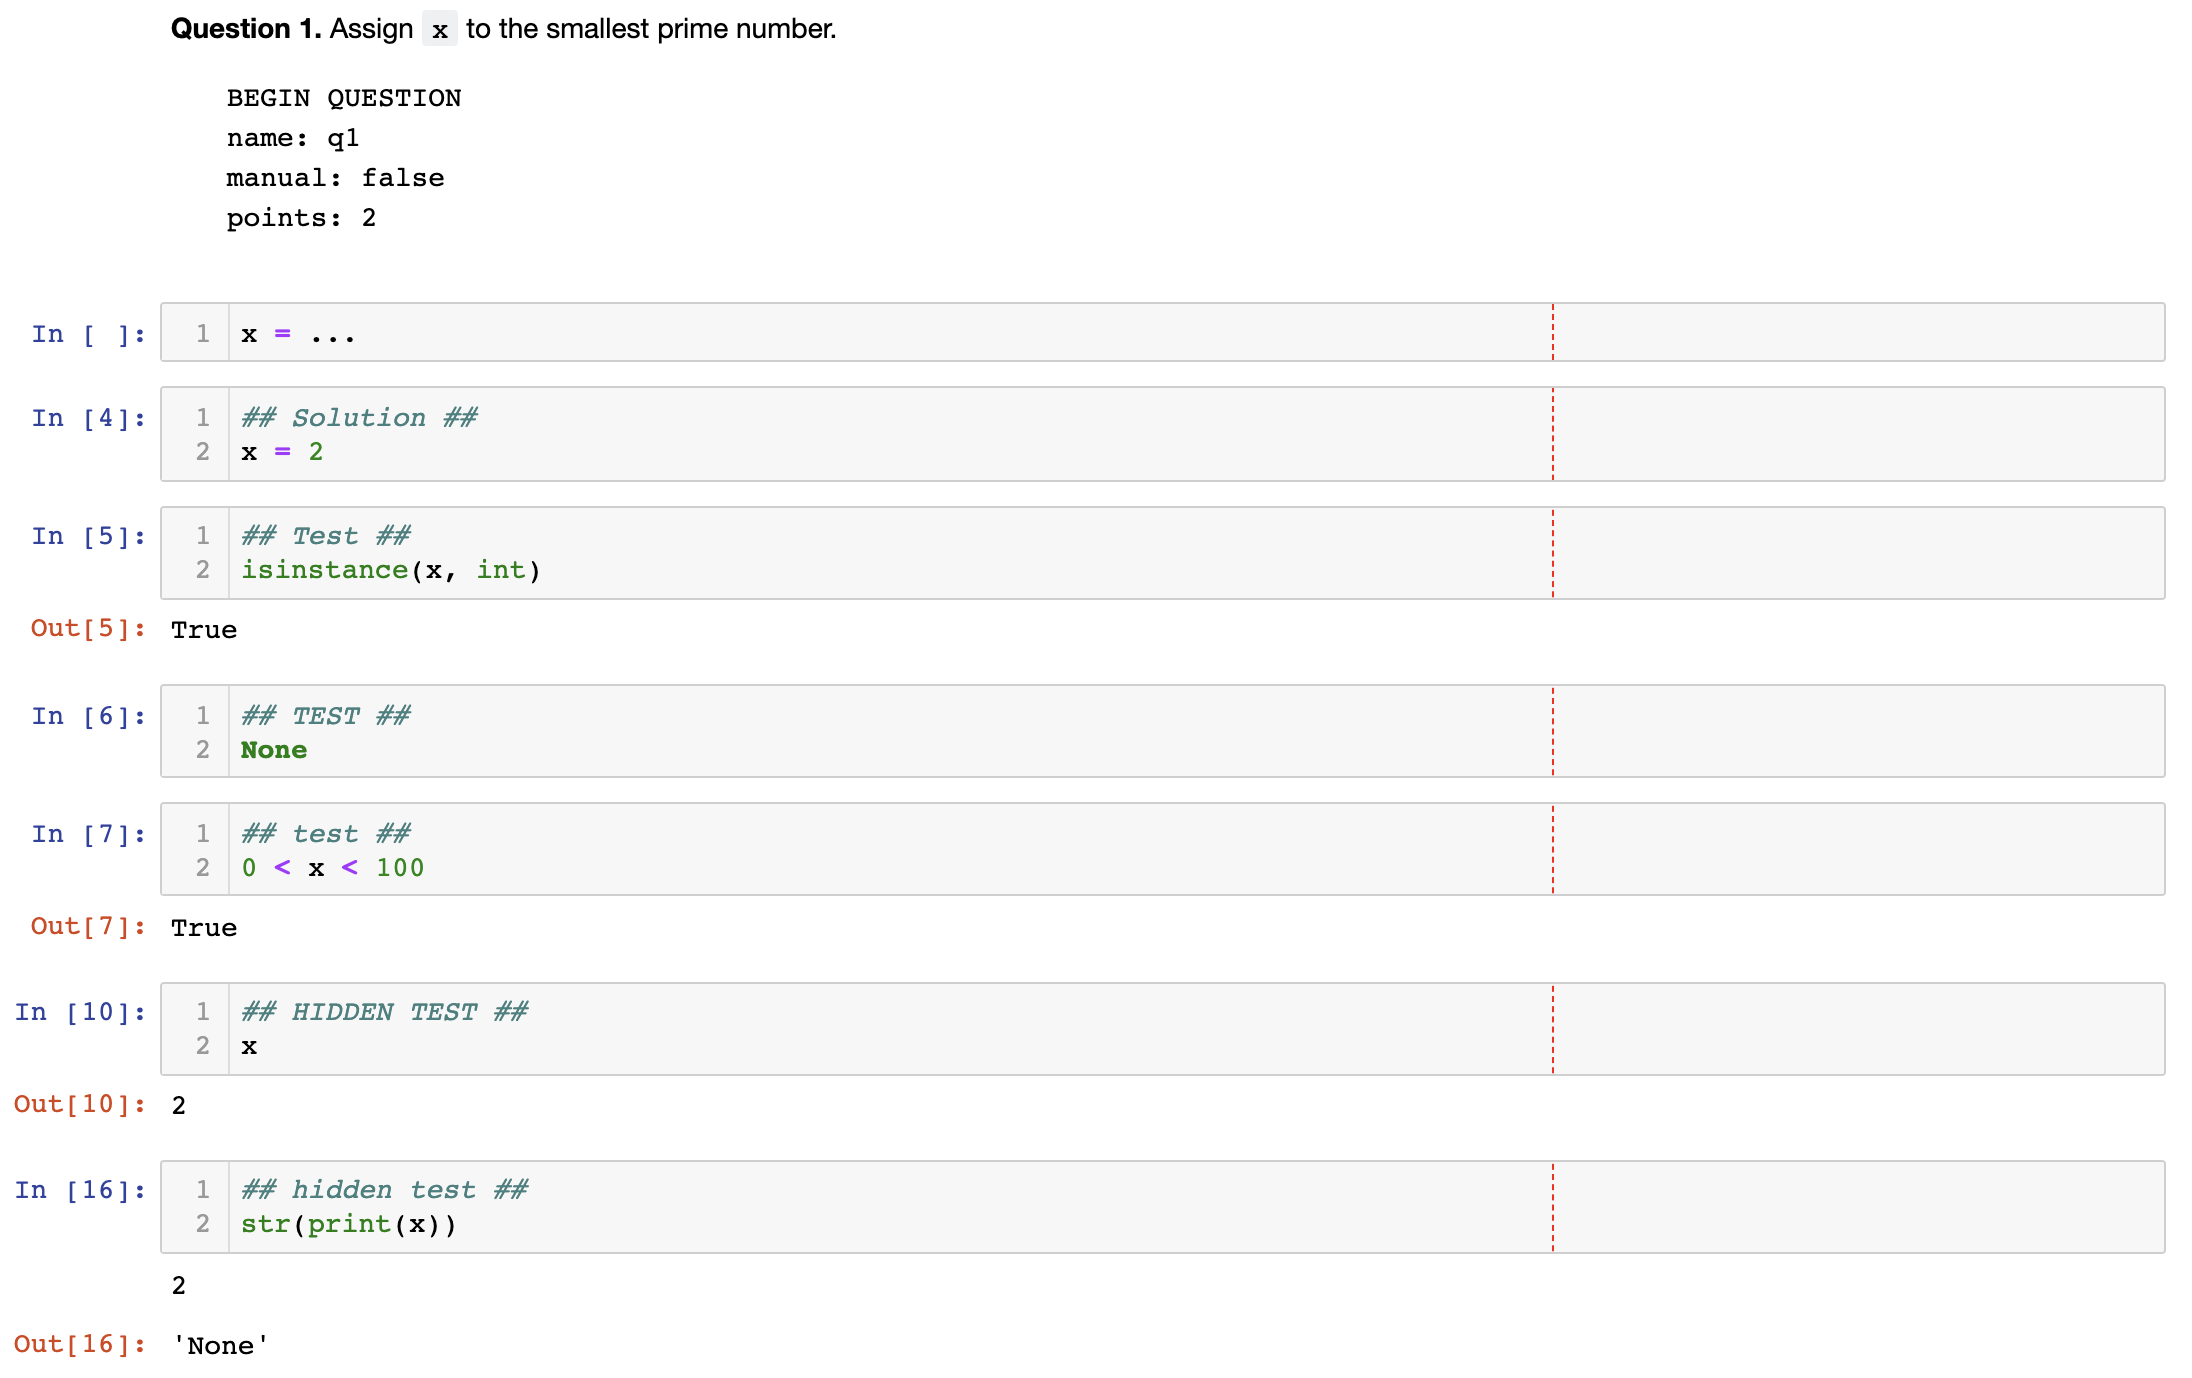 Question 1. Assign x to the smallest prime number.
BEGIN QUESTION
name: q1
manual: false
points: 2
In [ ]: 1 x = ...
In [4]: 1 ## Solution ##
2 x = 2
In [5]: 1 ## Test ##
2 isinstance(x, int)
Out[5]: True
In [6]: 1 ## TEST ##
2 None
In [7]: 1 ## test ##
2 0 < x < 100
Out[7]: True
In [10]: 1 ## HIDDEN TEST ##
2 x
Out[10]: 2
In [16]: 1 ## hidden test ##
2 str(print(x))
2
Out[16]: 'None'